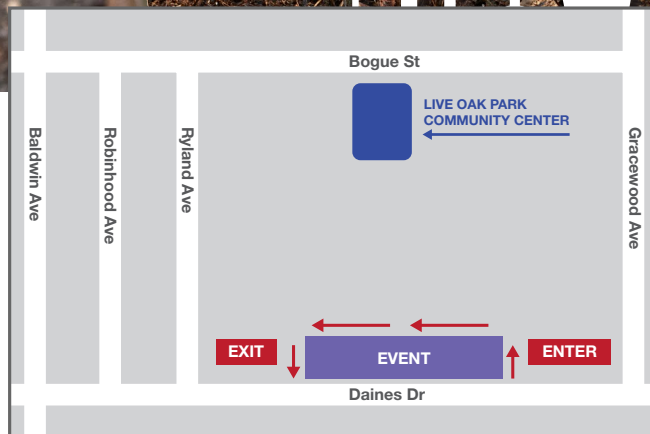 Bogue St
LIVE OAK PARK
COMMUNITY CENTER
Baldwin Ave
Robinhood Ave
Ryland Ave
Gracewood Ave
EXIT
EVENT
ENTER
Daines Dr